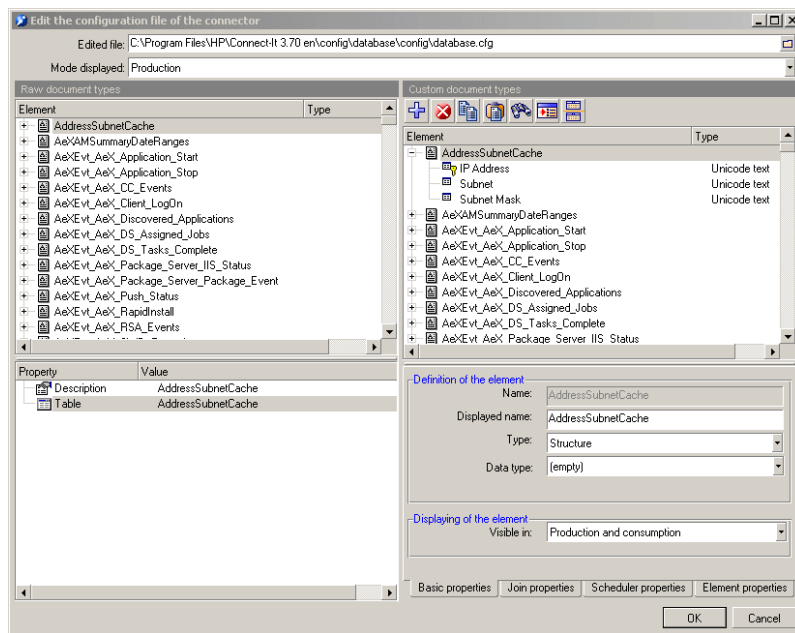 Edit the configuration file of the connector
Edited file: C:\Program Files\HP\Connect-It 3.70 en\config\database\config\database.cfg
Mode displayed: Production
Raw document types
Element Type
AddressSubnetCache
AeXAMSummaryDateRanges
AeXEvt_AeX_Application_Start
AeXEvt_AeX_Application_Stop
AeXEvt_AeX_CC_Events
AeXEvt_AeX_Client_LogOn
AeXEvt_AeX_Discovered_Applications
AeXEvt_AeX_DS_Assigned_Jobs
AeXEvt_AeX_DS_Tasks_Complete
AeXEvt_AeX_Package_Server_IIS_Status
AeXEvt_AeX_Package_Server_Package_Event
AeXEvt_AeX_Push_Status
AeXEvt_AeX_RapidInstall
AeXEvt_AeX_RSA_Events
Property Value
Description AddressSubnetCache
Table AddressSubnetCache
Custom document types
Element Type
AddressSubnetCache
IP Address Unicode text
Subnet Unicode text
Subnet Mask Unicode text
AeXAMSummaryDateRanges
AeXEvt_AeX_Application_Start
AeXEvt_AeX_Application_Stop
AeXEvt_AeX_CC_Events
AeXEvt_AeX_Client_LogOn
AeXEvt_AeX_Discovered_Applications
AeXEvt_AeX_DS_Assigned_Jobs
AeXEvt_AeX_DS_Tasks_Complete
AeXEvt_AeX_Package_Server_IIS_Status
Definition of the element
Name: AddressSubnetCache
Displayed name: AddressSubnetCache
Type: Structure
Data type: (empty)
Displaying of the element
Visible in: Production and consumption
Basic properties Join properties Scheduler properties Element properties
OK Cancel